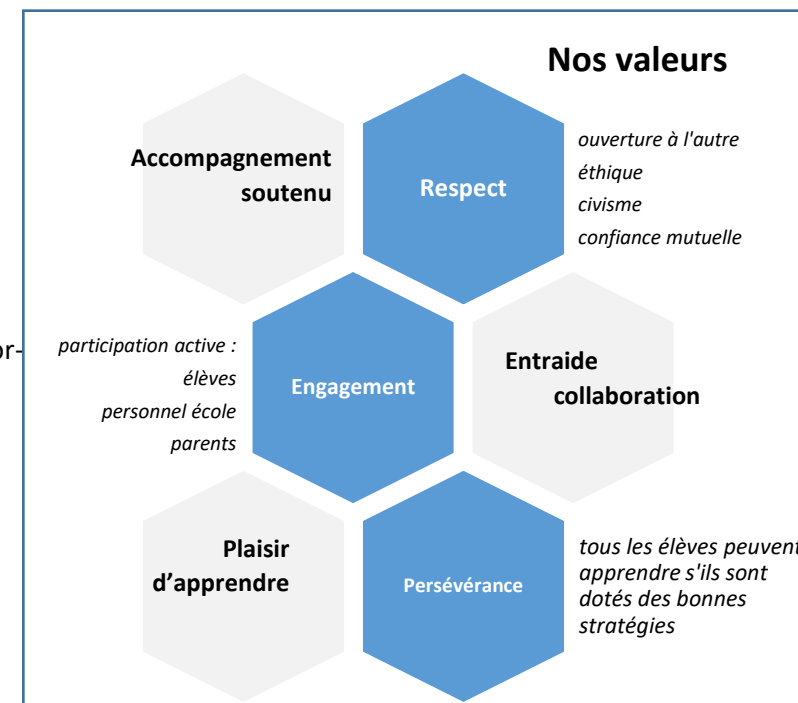 Nos valeurs
Accompagnement
soutenu
Respect
ouverture à l'autre
éthique
civisme
confiance mutuelle
or-
participation active :
élèves
personnel école
parents
Engagement
Entraide
collaboration
Plaisir
d’apprendre
Persévérance
tous les élèves peuvent
apprendre s'ils sont
dotés des bonnes
stratégies